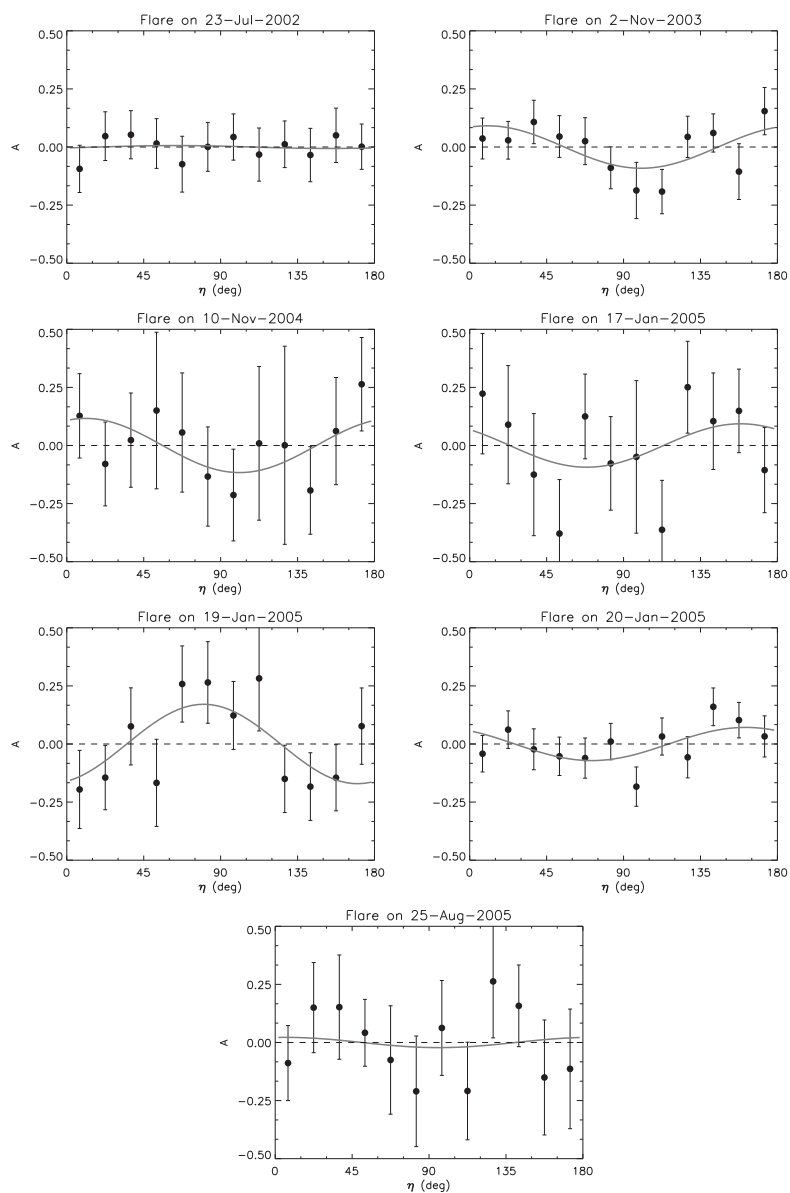 Flare on 23-Jul-2002
0.50
0.25
0.00
-0.25
-0.50
A
0 45 90 135 180
η (deg)
Flare on 2-Nov-2003
0.50
0.25
0.00
-0.25
-0.50
A
0 45 90 135 180
η (deg)
Flare on 10-Nov-2004
0.50
0.25
0.00
-0.25
-0.50
A
0 45 90 135 180
η (deg)
Flare on 17-Jan-2005
0.50
0.25
0.00
-0.25
-0.50
A
0 45 90 135 180
η (deg)
Flare on 19-Jan-2005
0.50
0.25
0.00
-0.25
-0.50
A
0 45 90 135 180
η (deg)
Flare on 20-Jan-2005
0.50
0.25
0.00
-0.25
-0.50
A
0 45 90 135 180
η (deg)
Flare on 25-Aug-2005
0.50
0.25
0.00
-0.25
-0.50
A
0 45 90 135 180
η (deg)